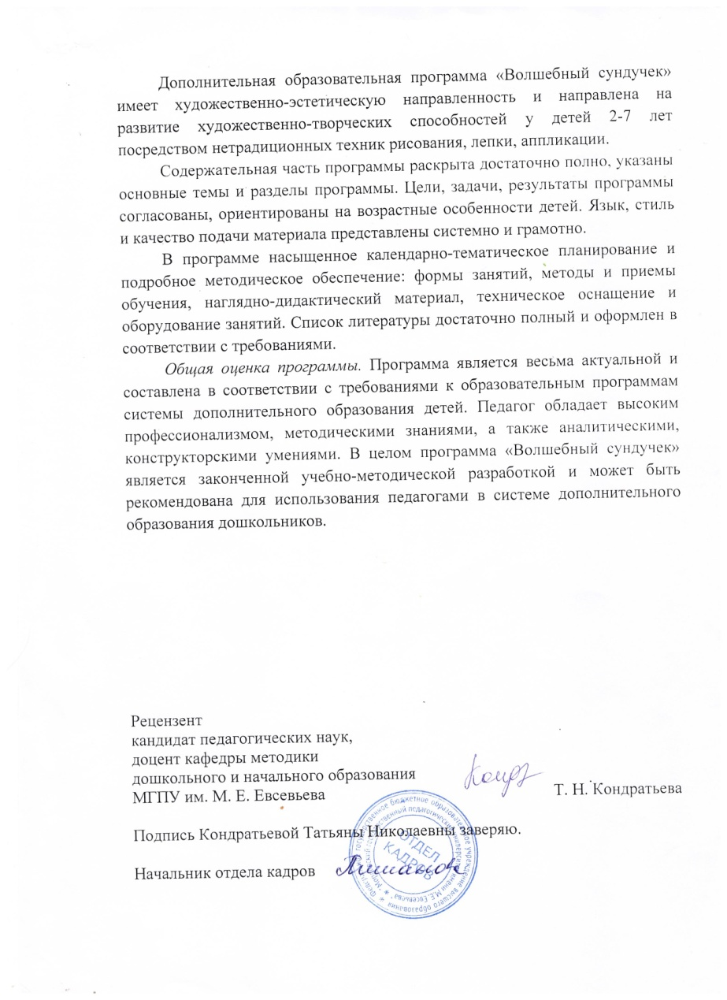 Дополнительная образовательная программа «Волшебный сундучек»
имеет художественно-эстетическую направленность и направлена на
развитие художественно-творческих способностей у детей 2-7 лет
посредством нетрадиционных техник рисования, лепки, аппликации.
Содержательная часть программы раскрыта достаточно полно, указаны
основные темы и разделы программы. Цели, задачи, результаты программы
согласованы, ориентированы на возрастные особенности детей. Язык, стиль
и качество подачи материала представлены системно и грамотно.
В программе насыщенное календарно-тематическое планирование и
подробное методическое обеспечение: формы занятий, методы и приемы
обучения, наглядно-дидактический материал, техническое оснащение и
оборудование занятий. Список литературы достаточно полный и оформлен в
соответствии с требованиями.
Общая оценка программы. Программа является весьма актуальной и
составлена в соответствии с требованиями к образовательным программам
системы дополнительного образования детей. Педагог обладает высоким
профессионализмом, методическими знаниями, а также аналитическими,
конструкторскими умениями. В целом программа «Волшебный сундучек»
является законченной учебно-методической разработкой и может быть
рекомендована для использования педагогами в системе дополнительного
образования дошкольников.
Рецензент
кандидат педагогических наук,
доцент кафедры методики
дошкольного и начального образования
МГПУ им. М. Е. Евсевьева
Т. Н. Кондратьева
Подпись Кондратьевой Татьяны Николаевны заверяю.
Начальник отдела кадров
ОТДЕЛ
КАДРОВ
государственное бюджетное образовательное учреждение высшего образования
государственный педагогический университет имени М.Е. Евсевьева